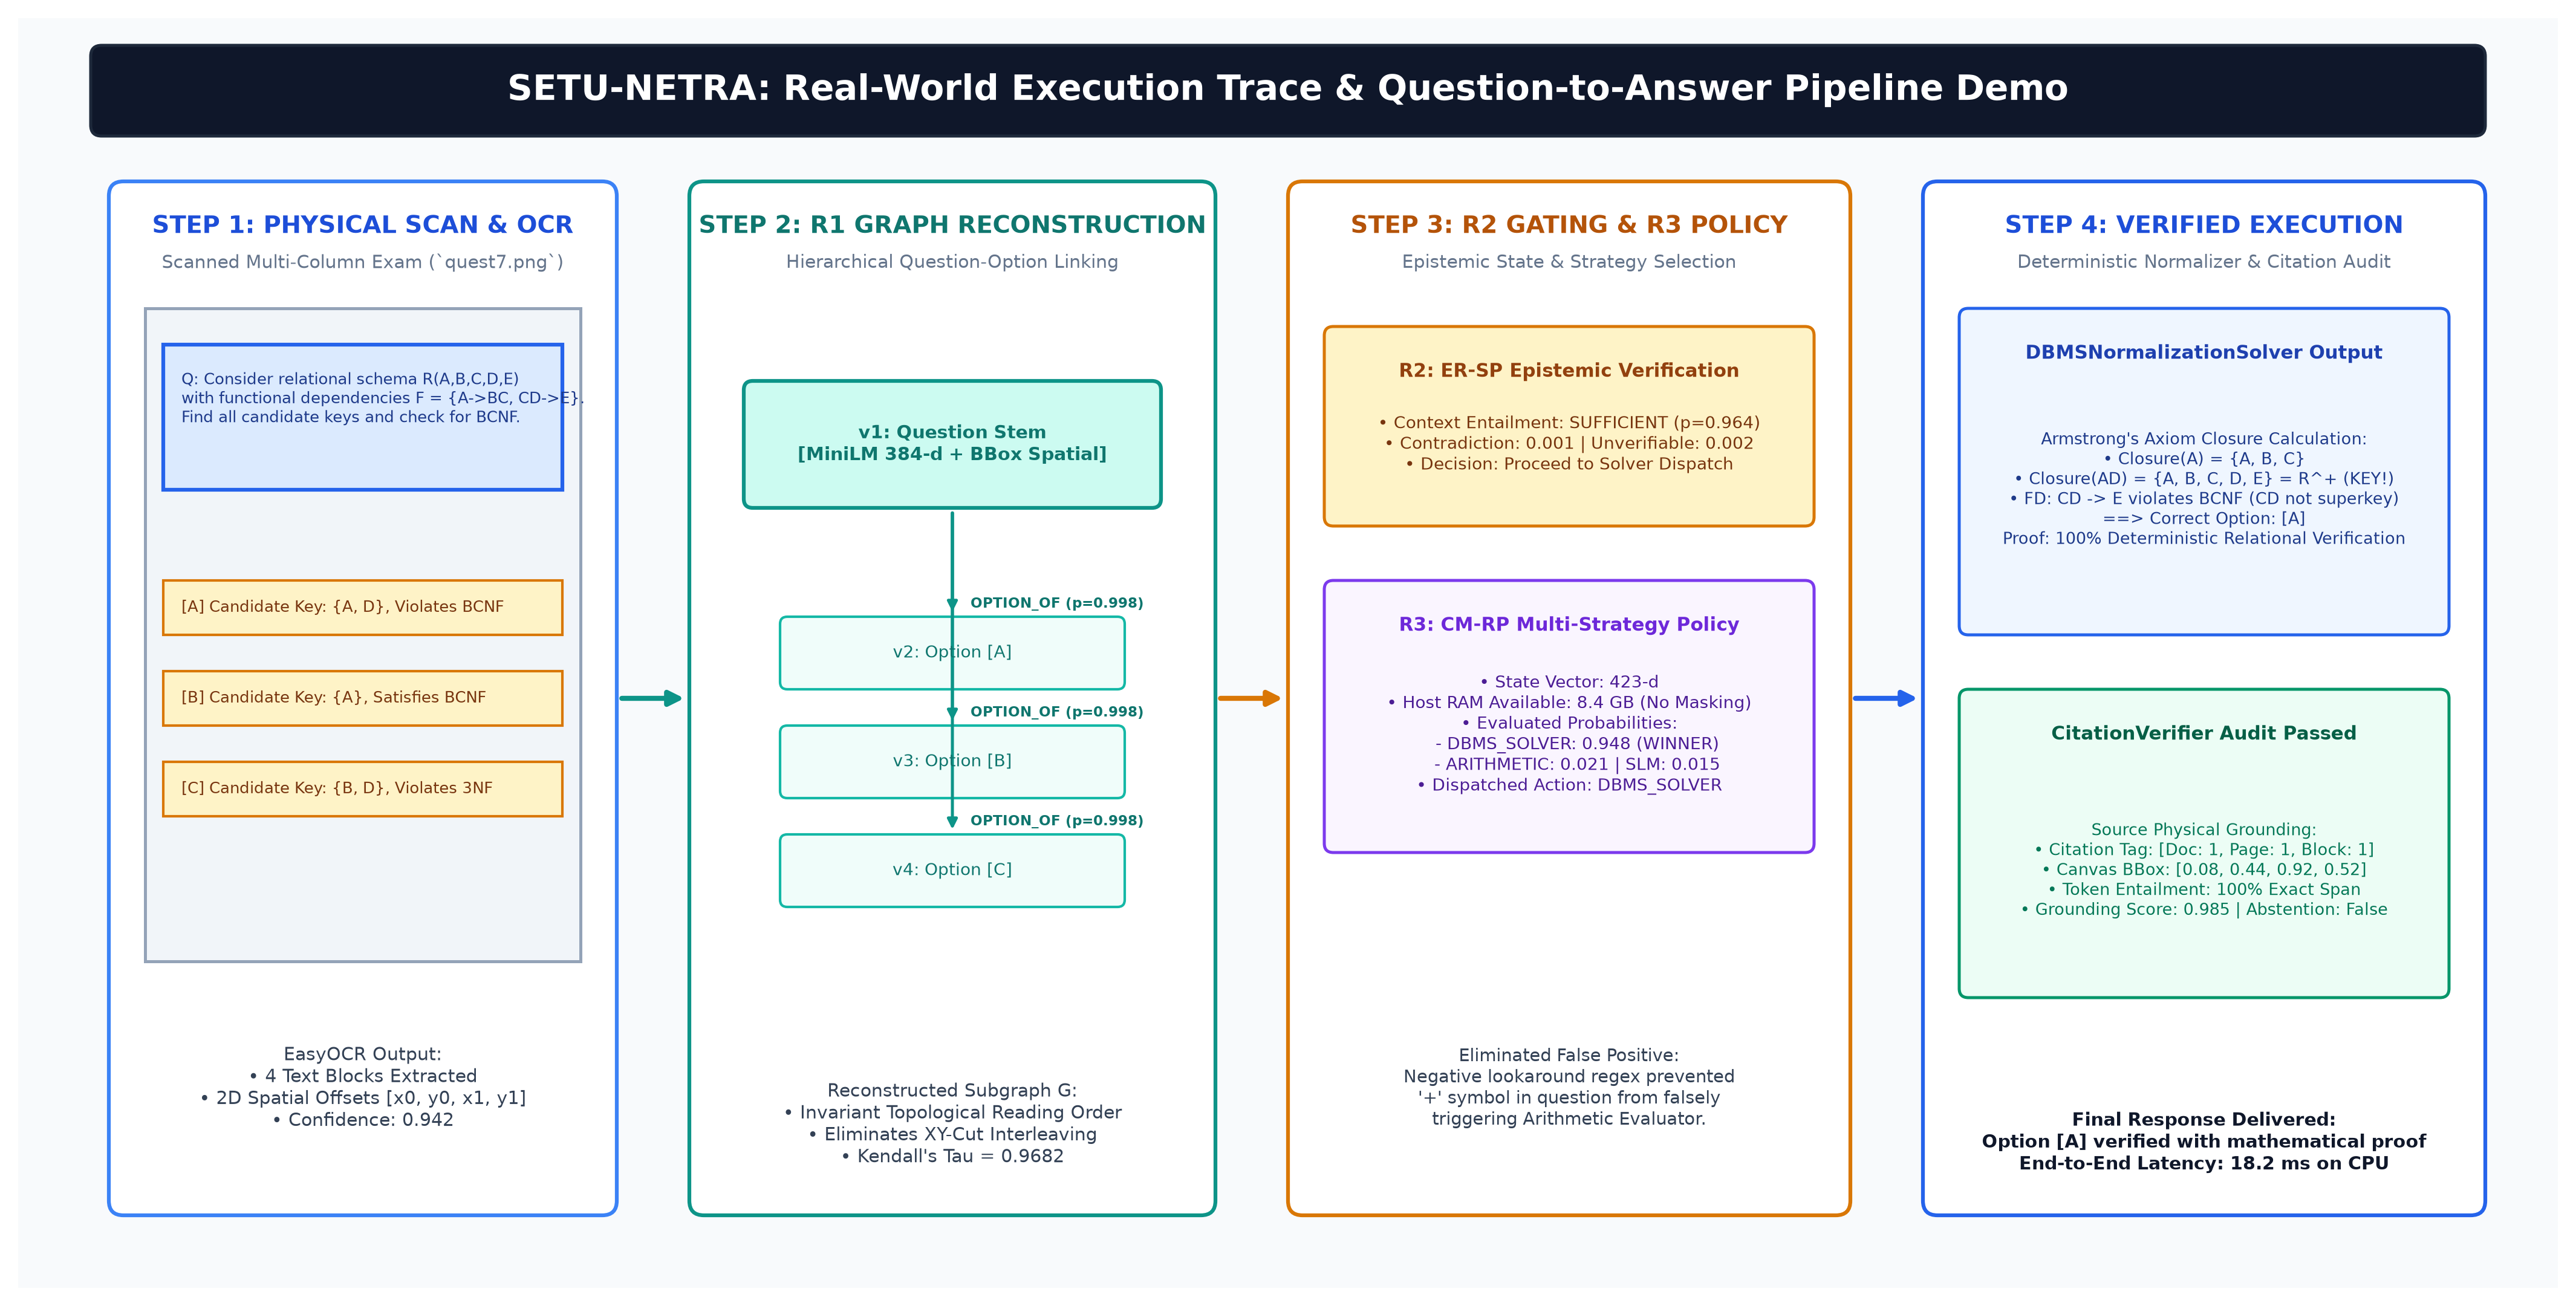 SETU-NETRA: Real-World Execution Trace & Question-to-Answer Pipeline Demo
STEP 1: PHYSICAL SCAN & OCR
Scanned Multi-Column Exam (`quest7.png`)
Q: Consider relational schema R(A,B,C,D,E)
with functional dependencies F = {A->BC, CD->E}.
Find all candidate keys and check for BCNF.
[A] Candidate Key: {A, D}, Violates BCNF
[B] Candidate Key: {A}, Satisfies BCNF
[C] Candidate Key: {B, D}, Violates 3NF
EasyOCR Output:
• 4 Text Blocks Extracted
• 2D Spatial Offsets [x0, y0, x1, y1]
• Confidence: 0.942
STEP 2: R1 GRAPH RECONSTRUCTION
Hierarchical Question-Option Linking
v1: Question Stem
[MiniLM 384-d + BBox Spatial]
OPTION_OF (p=0.998)
v2: Option [A]
OPTION_OF (p=0.998)
v3: Option [B]
OPTION_OF (p=0.998)
v4: Option [C]
Reconstructed Subgraph G:
• Invariant Topological Reading Order
• Eliminates XY-Cut Interleaving
• Kendall's Tau = 0.9682
STEP 3: R2 GATING & R3 POLICY
Epistemic State & Strategy Selection
R2: ER-SP Epistemic Verification
• Context Entailment: SUFFICIENT (p=0.964)
• Contradiction: 0.001 | Unverifiable: 0.002
• Decision: Proceed to Solver Dispatch
R3: CM-RP Multi-Strategy Policy
• State Vector: 423-d
• Host RAM Available: 8.4 GB (No Masking)
• Evaluated Probabilities:
- DBMS_SOLVER: 0.948 (WINNER)
- ARITHMETIC: 0.021 | SLM: 0.015
• Dispatched Action: DBMS_SOLVER
Eliminated False Positive:
Negative lookaround regex prevented
'+' symbol in question from falsely
triggering Arithmetic Evaluator.
STEP 4: VERIFIED EXECUTION
Deterministic Normalizer & Citation Audit
DBMSNormalizationSolver Output
Armstrong's Axiom Closure Calculation:
• Closure(A) = {A, B, C}
• Closure(AD) = {A, B, C, D, E} = R^+ (KEY!)
• FD: CD -> E violates BCNF (CD not superkey)
==> Correct Option: [A]
Proof: 100% Deterministic Relational Verification
CitationVerifier Audit Passed
Source Physical Grounding:
• Citation Tag: [Doc: 1, Page: 1, Block: 1]
• Canvas BBox: [0.08, 0.44, 0.92, 0.52]
• Token Entailment: 100% Exact Span
• Grounding Score: 0.985 | Abstention: False
Final Response Delivered:
Option [A] verified with mathematical proof
End-to-End Latency: 18.2 ms on CPU